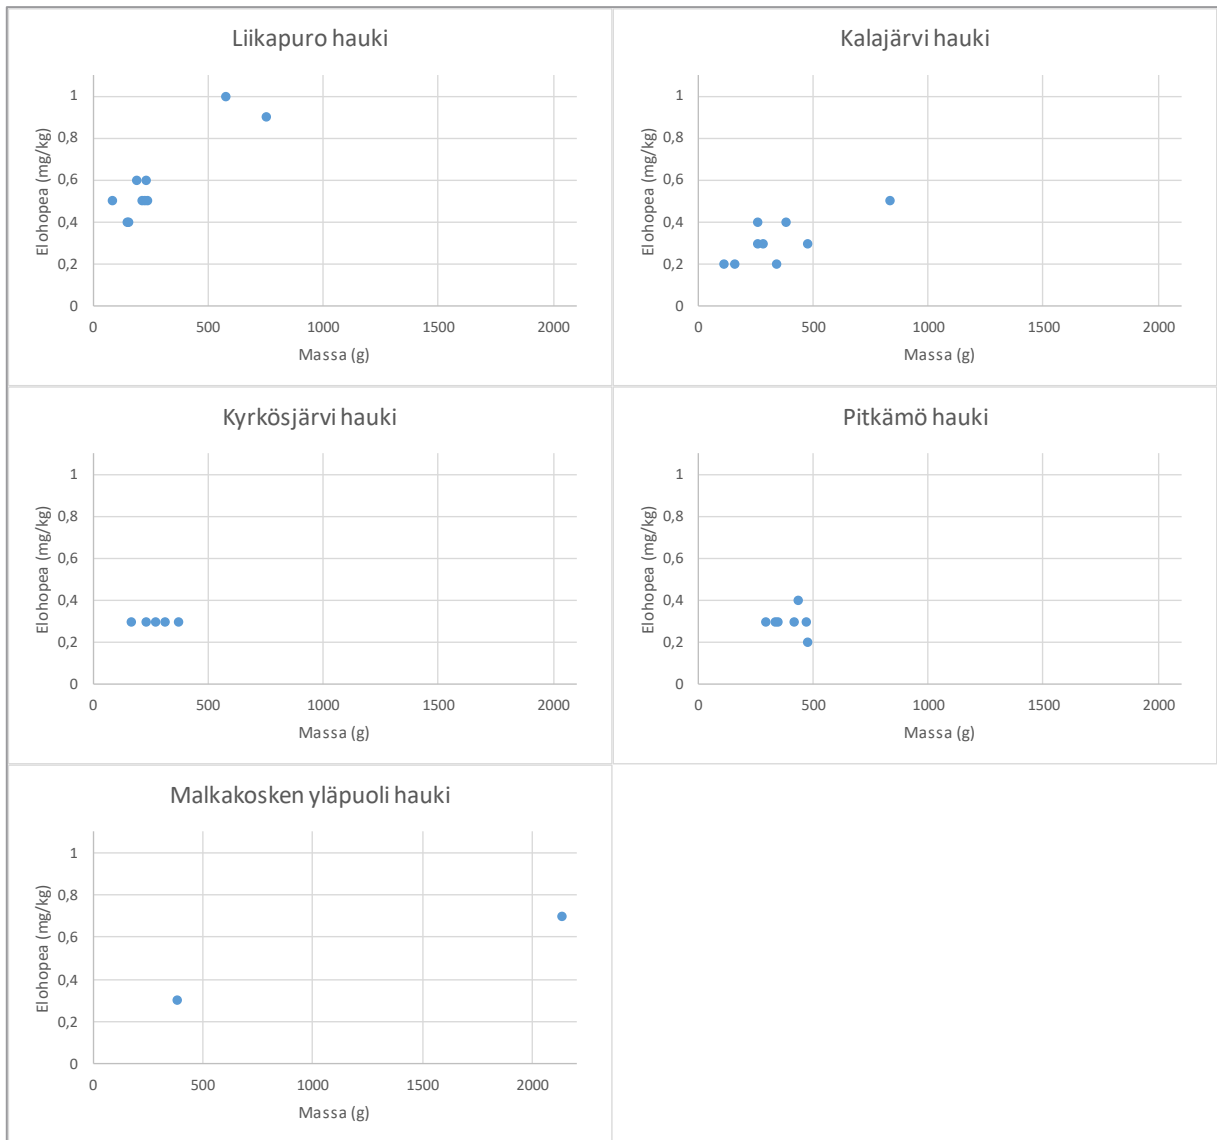 Liikapuro hauki
1
0,8
0,6
0,4
0,2
0
Elohopea (mg/kg)
0 500 1000 1500 2000
Massa (g)
Kalajärvi hauki
1
0,8
0,6
0,4
0,2
0
Elohopea (mg/kg)
0 500 1000 1500 2000
Massa (g)
Kyrkösjärvi hauki
1
0,8
0,6
0,4
0,2
0
Elohopea (mg/kg)
0 500 1000 1500 2000
Massa (g)
Pitkämö hauki
1
0,8
0,6
0,4
0,2
0
Elohopea (mg/kg)
0 500 1000 1500 2000
Massa (g)
Malkakosken yläpuoli hauki
1
0,8
0,6
0,4
0,2
0
Elohopea (mg/kg)
0 500 1000 1500 2000
Massa (g)